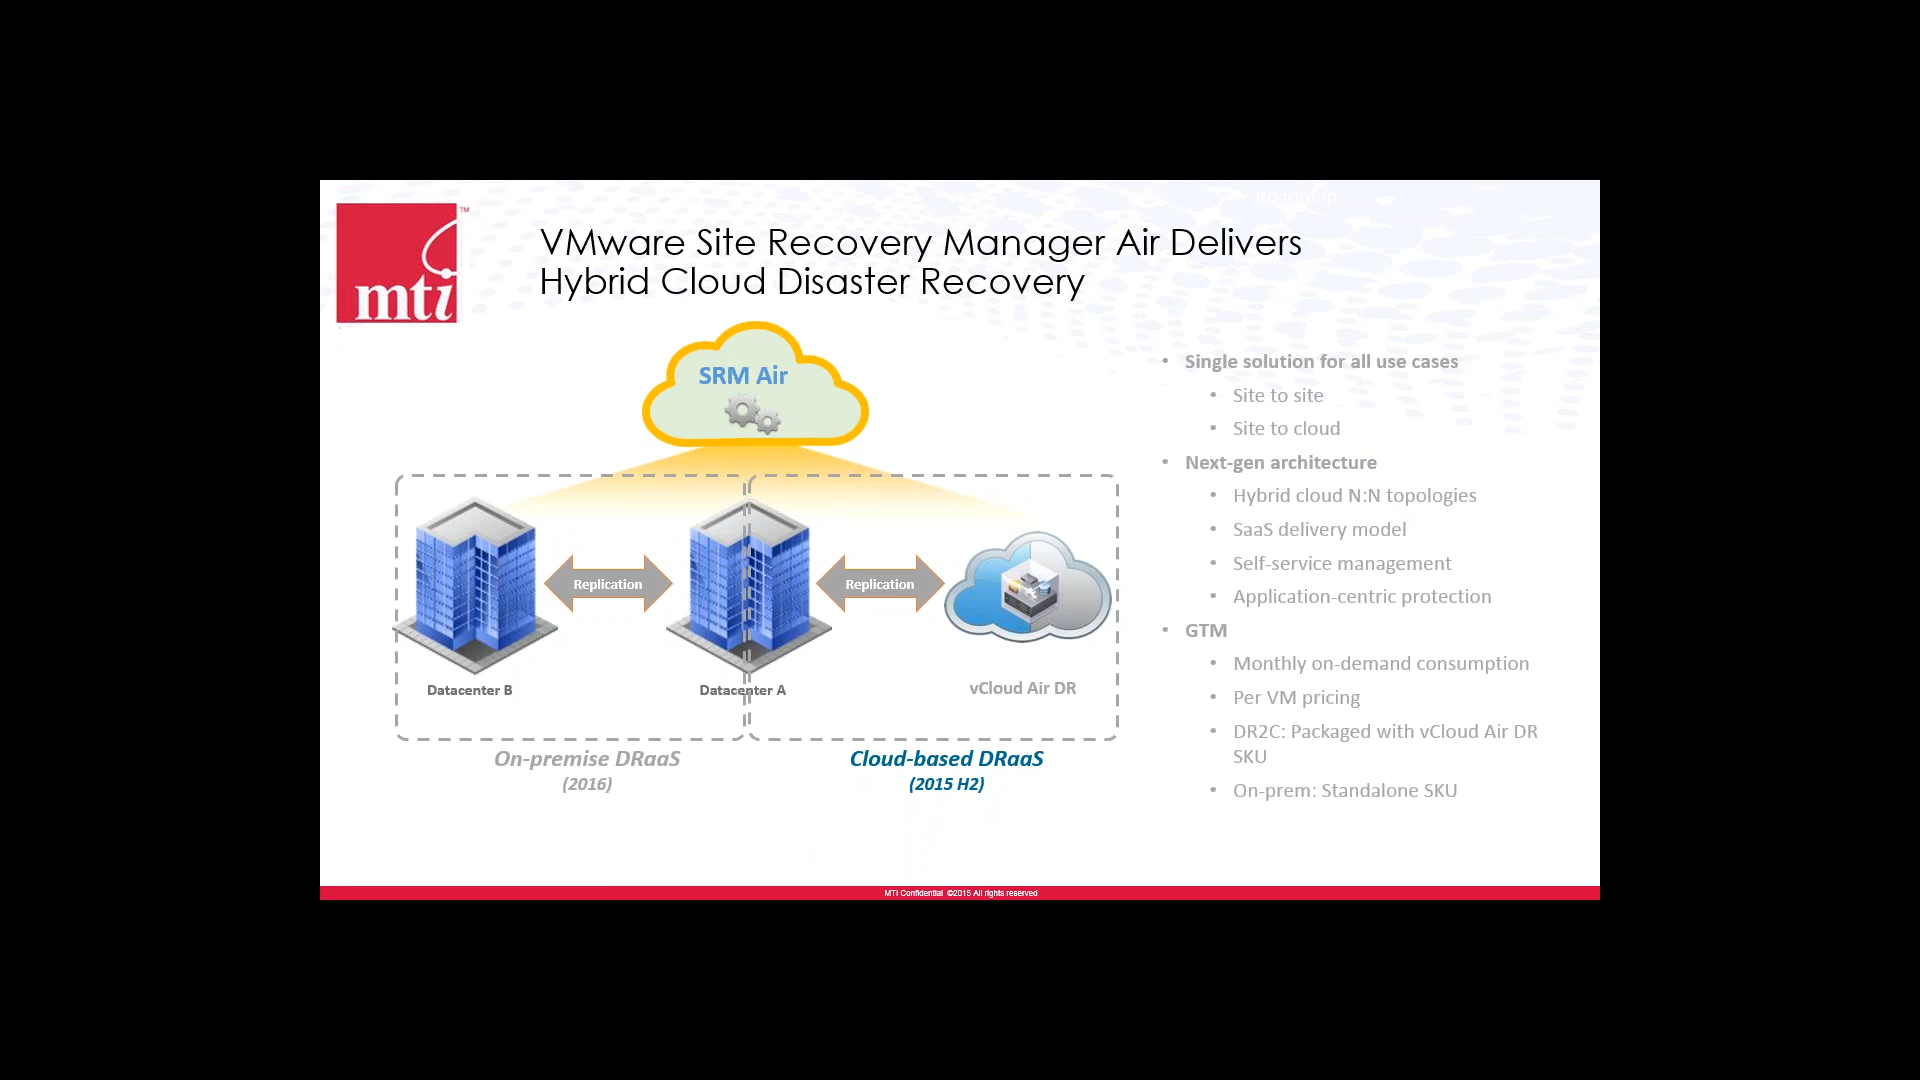 Roadmap
mti
TM
VMware Site Recovery Manager Air Delivers
Hybrid Cloud Disaster Recovery
SRM Air
Replication
Replication
Datacenter B
Datacenter A
vCloud Air DR
On-premise DRaaS
(2016)
Cloud-based DRaaS
(2015 H2)
• Single solution for all use cases
• Site to site
• Site to cloud
• Next-gen architecture
• Hybrid cloud N:N topologies
• SaaS delivery model
• Self-service management
• Application-centric protection
• GTM
• Monthly on-demand consumption
• Per VM pricing
• DR2C: Packaged with vCloud Air DR
SKU
• On-prem: Standalone SKU
MTI Confidential ©2015 All rights reserved